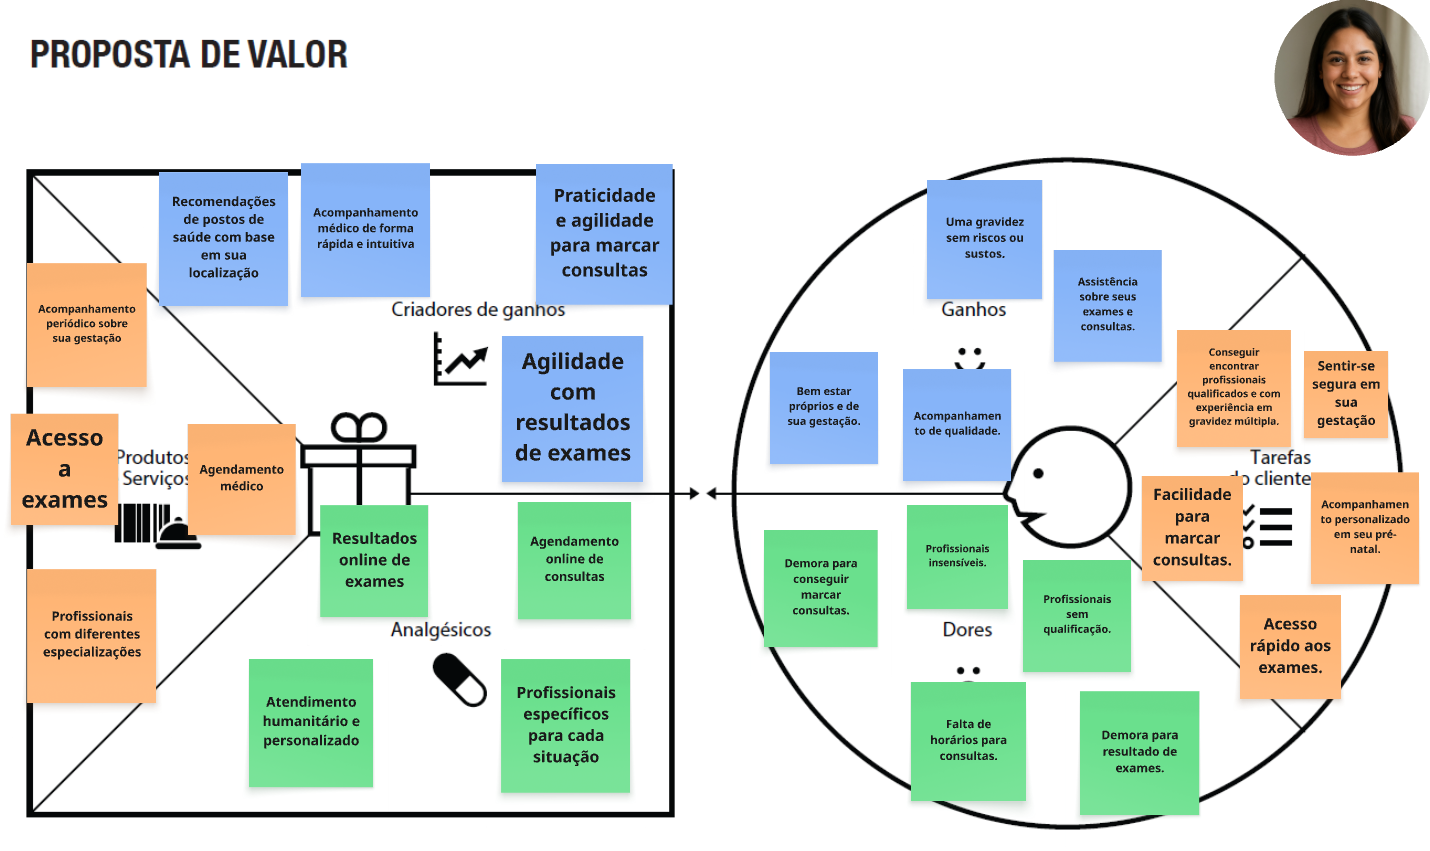 PROPOSTA DE VALOR
Recomendações
de postos de
saúde com base
em sua
localização
Acompanhamento
médico de forma
rápida e intuitiva
Praticidade
e agilidade
para marcar
consultas
Acompanhamento
periódico sobre
sua gestação
Criadores de ganhos
Agilidade
com
resultados
de exames
Acesso
a
exames
Produtos
Serviços
Agendamento
médico
Resultados
online de
exames
Agendamento
online de
consultas
Profissionais
com diferentes
especializações
Analgésicos
Atendimento
humanitário e
personalizado
Profissionais
específicos
para cada
situação
Uma gravidez
sem riscos ou
sustos.
Assistência
sobre seus
exames e
consultas.
Ganhos
Bem estar
próprios e de
sua gestação.
Acompanhamen
to de qualidade.
Conseguir
encontrar
profissionais
qualificados e com
experiência em
gravidez múltipla.
Sentir-se
segura em
sua
gestação
Tarefas
do cliente
Facilidade
para
marcar
consultas.
Acompanhamen
to personalizado
em seu pré-
natal.
Acesso
rápido aos
exames.
Demora para
conseguir
marcar
consultas.
Profissionais
insensíveis.
Profissionais
sem
qualificação.
Dores
Falta de
horários para
consultas.
Demora para
resultado de
exames.